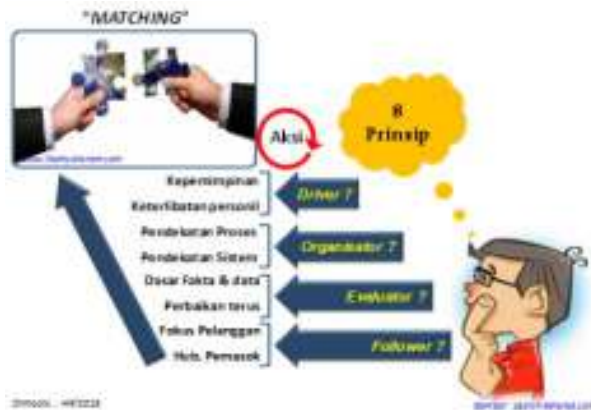 "MATCHING"
8
Prinsip
Aksi
Kepemimpinan
Keterlibatan personil
Driver ?
Pendekatan Proses
Pendekatan Sistem
Organisator ?
Dasar Fakta & data
Perbaikan terus
Evaluator ?
Fokus Pelanggan
Hub. Pemasok
Follower ?